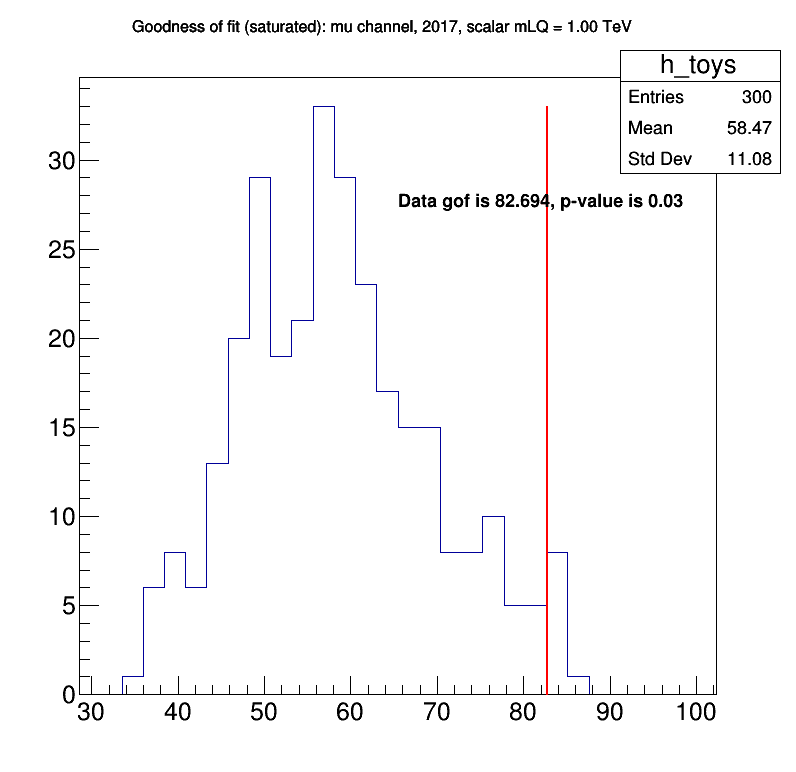 Goodness of fit (saturated): mu channel, 2017, scalar mLQ = 1.00 TeV
h_toys
Entries 300
Mean 58.47
Std Dev 11.08
Data gof is 82.694, p-value is 0.03
30
25
20
15
10
5
0
30 40 50 60 70 80 90 100